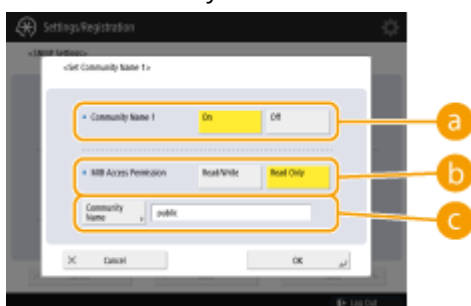 Settings/Registration
<SNMP Settings>
<Set Community Name 1>
Community Name 1 On Off
a
MIB Access Permission Read/Write Read Only
b
Community Name public
c
Cancel OK
Log Out